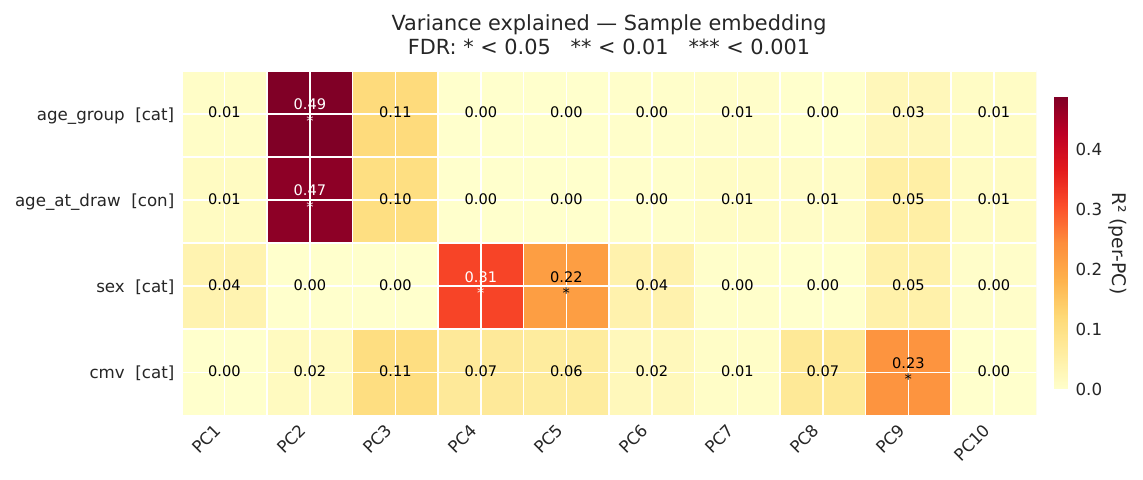 Variance explained — Sample embedding
FDR: * < 0.05   ** < 0.01   *** < 0.001
age_group [cat] 0.01 0.49 0.11 0.00 0.00 0.00 0.01 0.00 0.03 0.01
*
age_at_draw [con] 0.01 0.47 0.10 0.00 0.00 0.00 0.01 0.01 0.05 0.01
*
sex [cat] 0.04 0.00 0.00 0.31 0.22 0.04 0.00 0.00 0.05 0.00
* *
cmv [cat] 0.00 0.02 0.11 0.07 0.06 0.02 0.01 0.07 0.23 0.00
*
PC1 PC2 PC3 PC4 PC5 PC6 PC7 PC8 PC9 PC10
0.4
0.3
0.2
0.1
0.0
R² (per-PC)